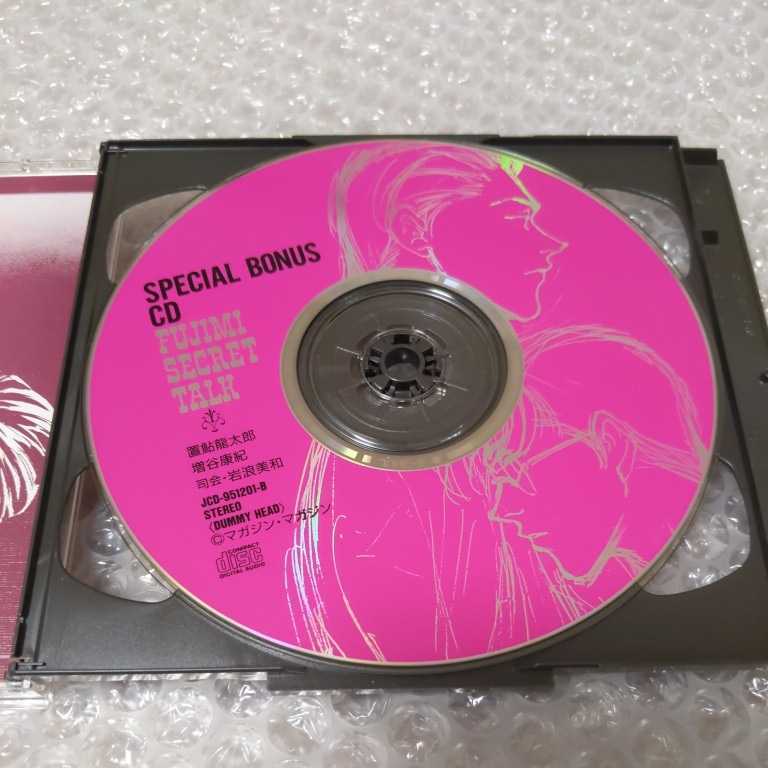 SPECIAL BONUS
CD
FUJIMI
SECRET
TALK
置鮎龍太郎
増谷康紀
司会・岩浪美和
JCD-951201-B
STEREO
(DUMMY HEAD)
©マガジン・マガジン
COMPACT
disc
DIGITAL AUDIO